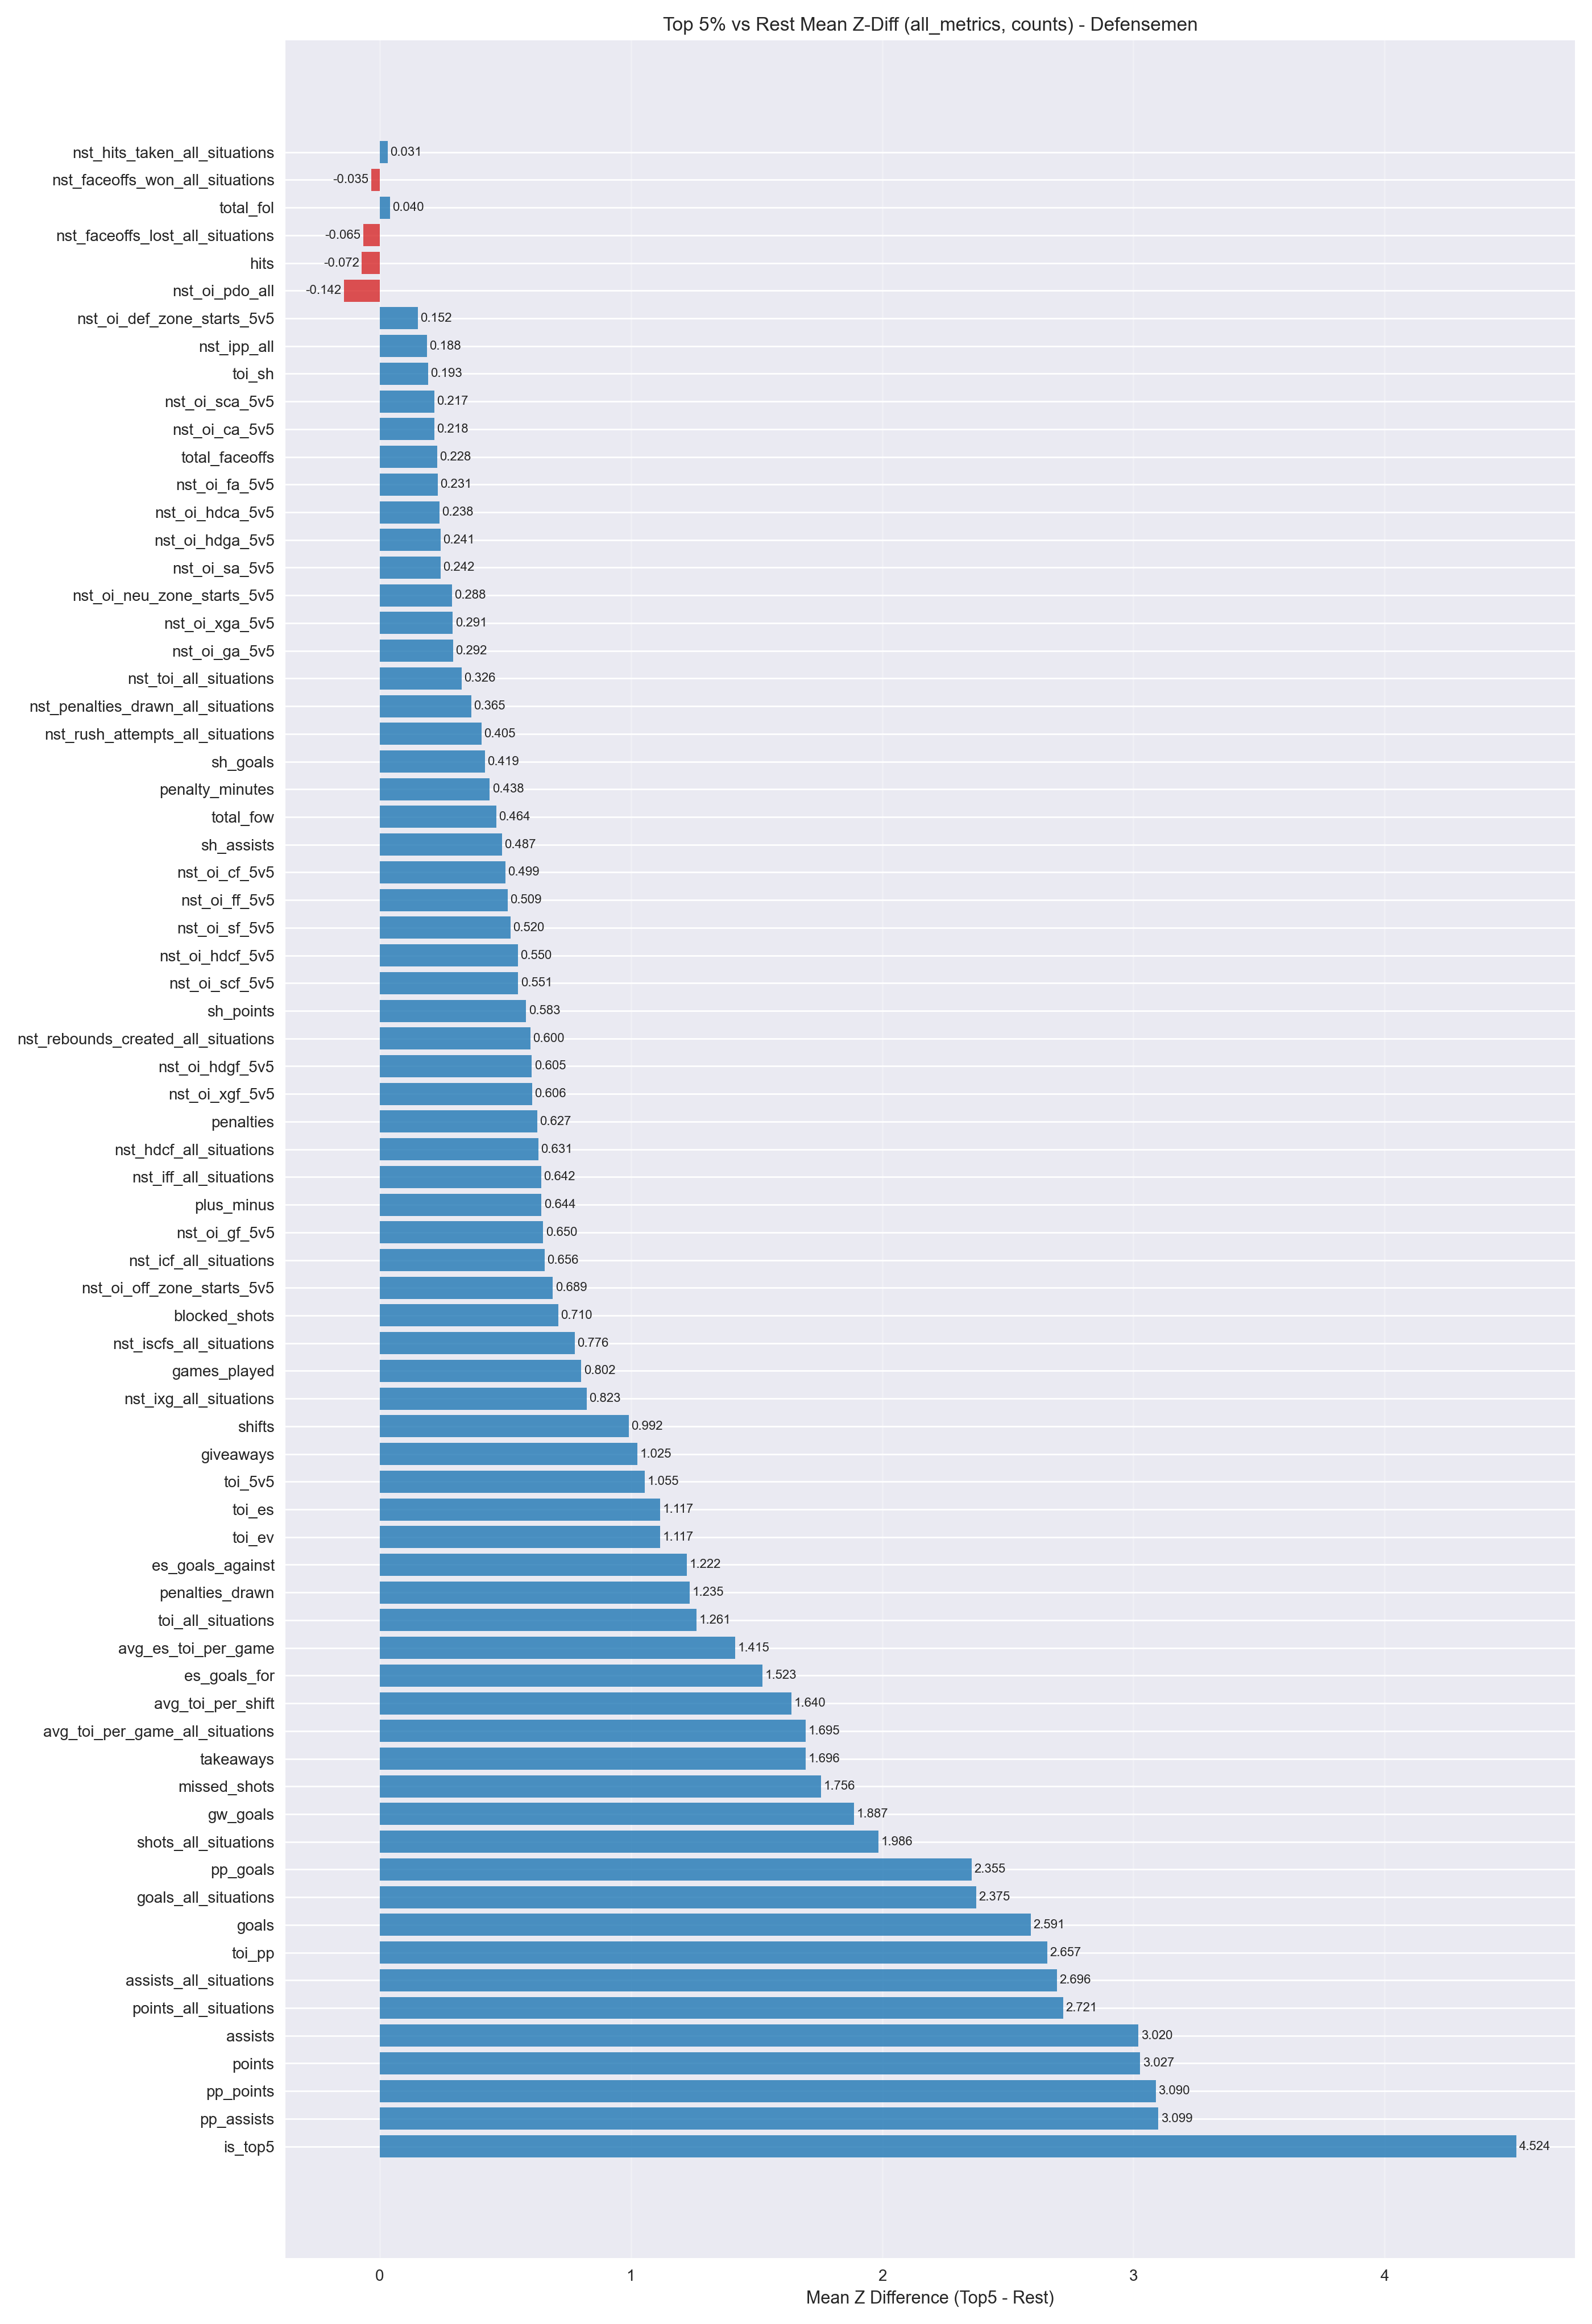 Top 5% vs Rest Mean Z-Diff (all_metrics, counts) - Defensemen
nst_hits_taken_all_situations 0.031
nst_faceoffs_won_all_situations -0.035
total_fol 0.040
nst_faceoffs_lost_all_situations -0.065
hits -0.072
nst_oi_pdo_all -0.142
nst_oi_def_zone_starts_5v5 0.152
nst_ipp_all 0.188
toi_sh 0.193
nst_oi_sca_5v5 0.217
nst_oi_ca_5v5 0.218
total_faceoffs 0.228
nst_oi_fa_5v5 0.231
nst_oi_hdca_5v5 0.238
nst_oi_hdga_5v5 0.241
nst_oi_sa_5v5 0.242
nst_oi_neu_zone_starts_5v5 0.288
nst_oi_xga_5v5 0.291
nst_oi_ga_5v5 0.292
nst_toi_all_situations 0.326
nst_penalties_drawn_all_situations 0.365
nst_rush_attempts_all_situations 0.405
sh_goals 0.419
penalty_minutes 0.438
total_fow 0.464
sh_assists 0.487
nst_oi_cf_5v5 0.499
nst_oi_ff_5v5 0.509
nst_oi_sf_5v5 0.520
nst_oi_hdcf_5v5 0.550
nst_oi_scf_5v5 0.551
sh_points 0.583
nst_rebounds_created_all_situations 0.600
nst_oi_hdgf_5v5 0.605
nst_oi_xgf_5v5 0.606
penalties 0.627
nst_hdcf_all_situations 0.631
nst_iff_all_situations 0.642
plus_minus 0.644
nst_oi_gf_5v5 0.650
nst_icf_all_situations 0.656
nst_oi_off_zone_starts_5v5 0.689
blocked_shots 0.710
nst_iscfs_all_situations 0.776
games_played 0.802
nst_ixg_all_situations 0.823
shifts 0.992
giveaways 1.025
toi_5v5 1.055
toi_es 1.117
toi_ev 1.117
es_goals_against 1.222
penalties_drawn 1.235
toi_all_situations 1.261
avg_es_toi_per_game 1.415
es_goals_for 1.523
avg_toi_per_shift 1.640
avg_toi_per_game_all_situations 1.695
takeaways 1.696
missed_shots 1.756
gw_goals 1.887
shots_all_situations 1.986
pp_goals 2.355
goals_all_situations 2.375
goals 2.591
toi_pp 2.657
assists_all_situations 2.696
points_all_situations 2.721
assists 3.020
points 3.027
pp_points 3.090
pp_assists 3.099
is_top5 4.524
0 1 2 3 4
Mean Z Difference (Top5 - Rest)